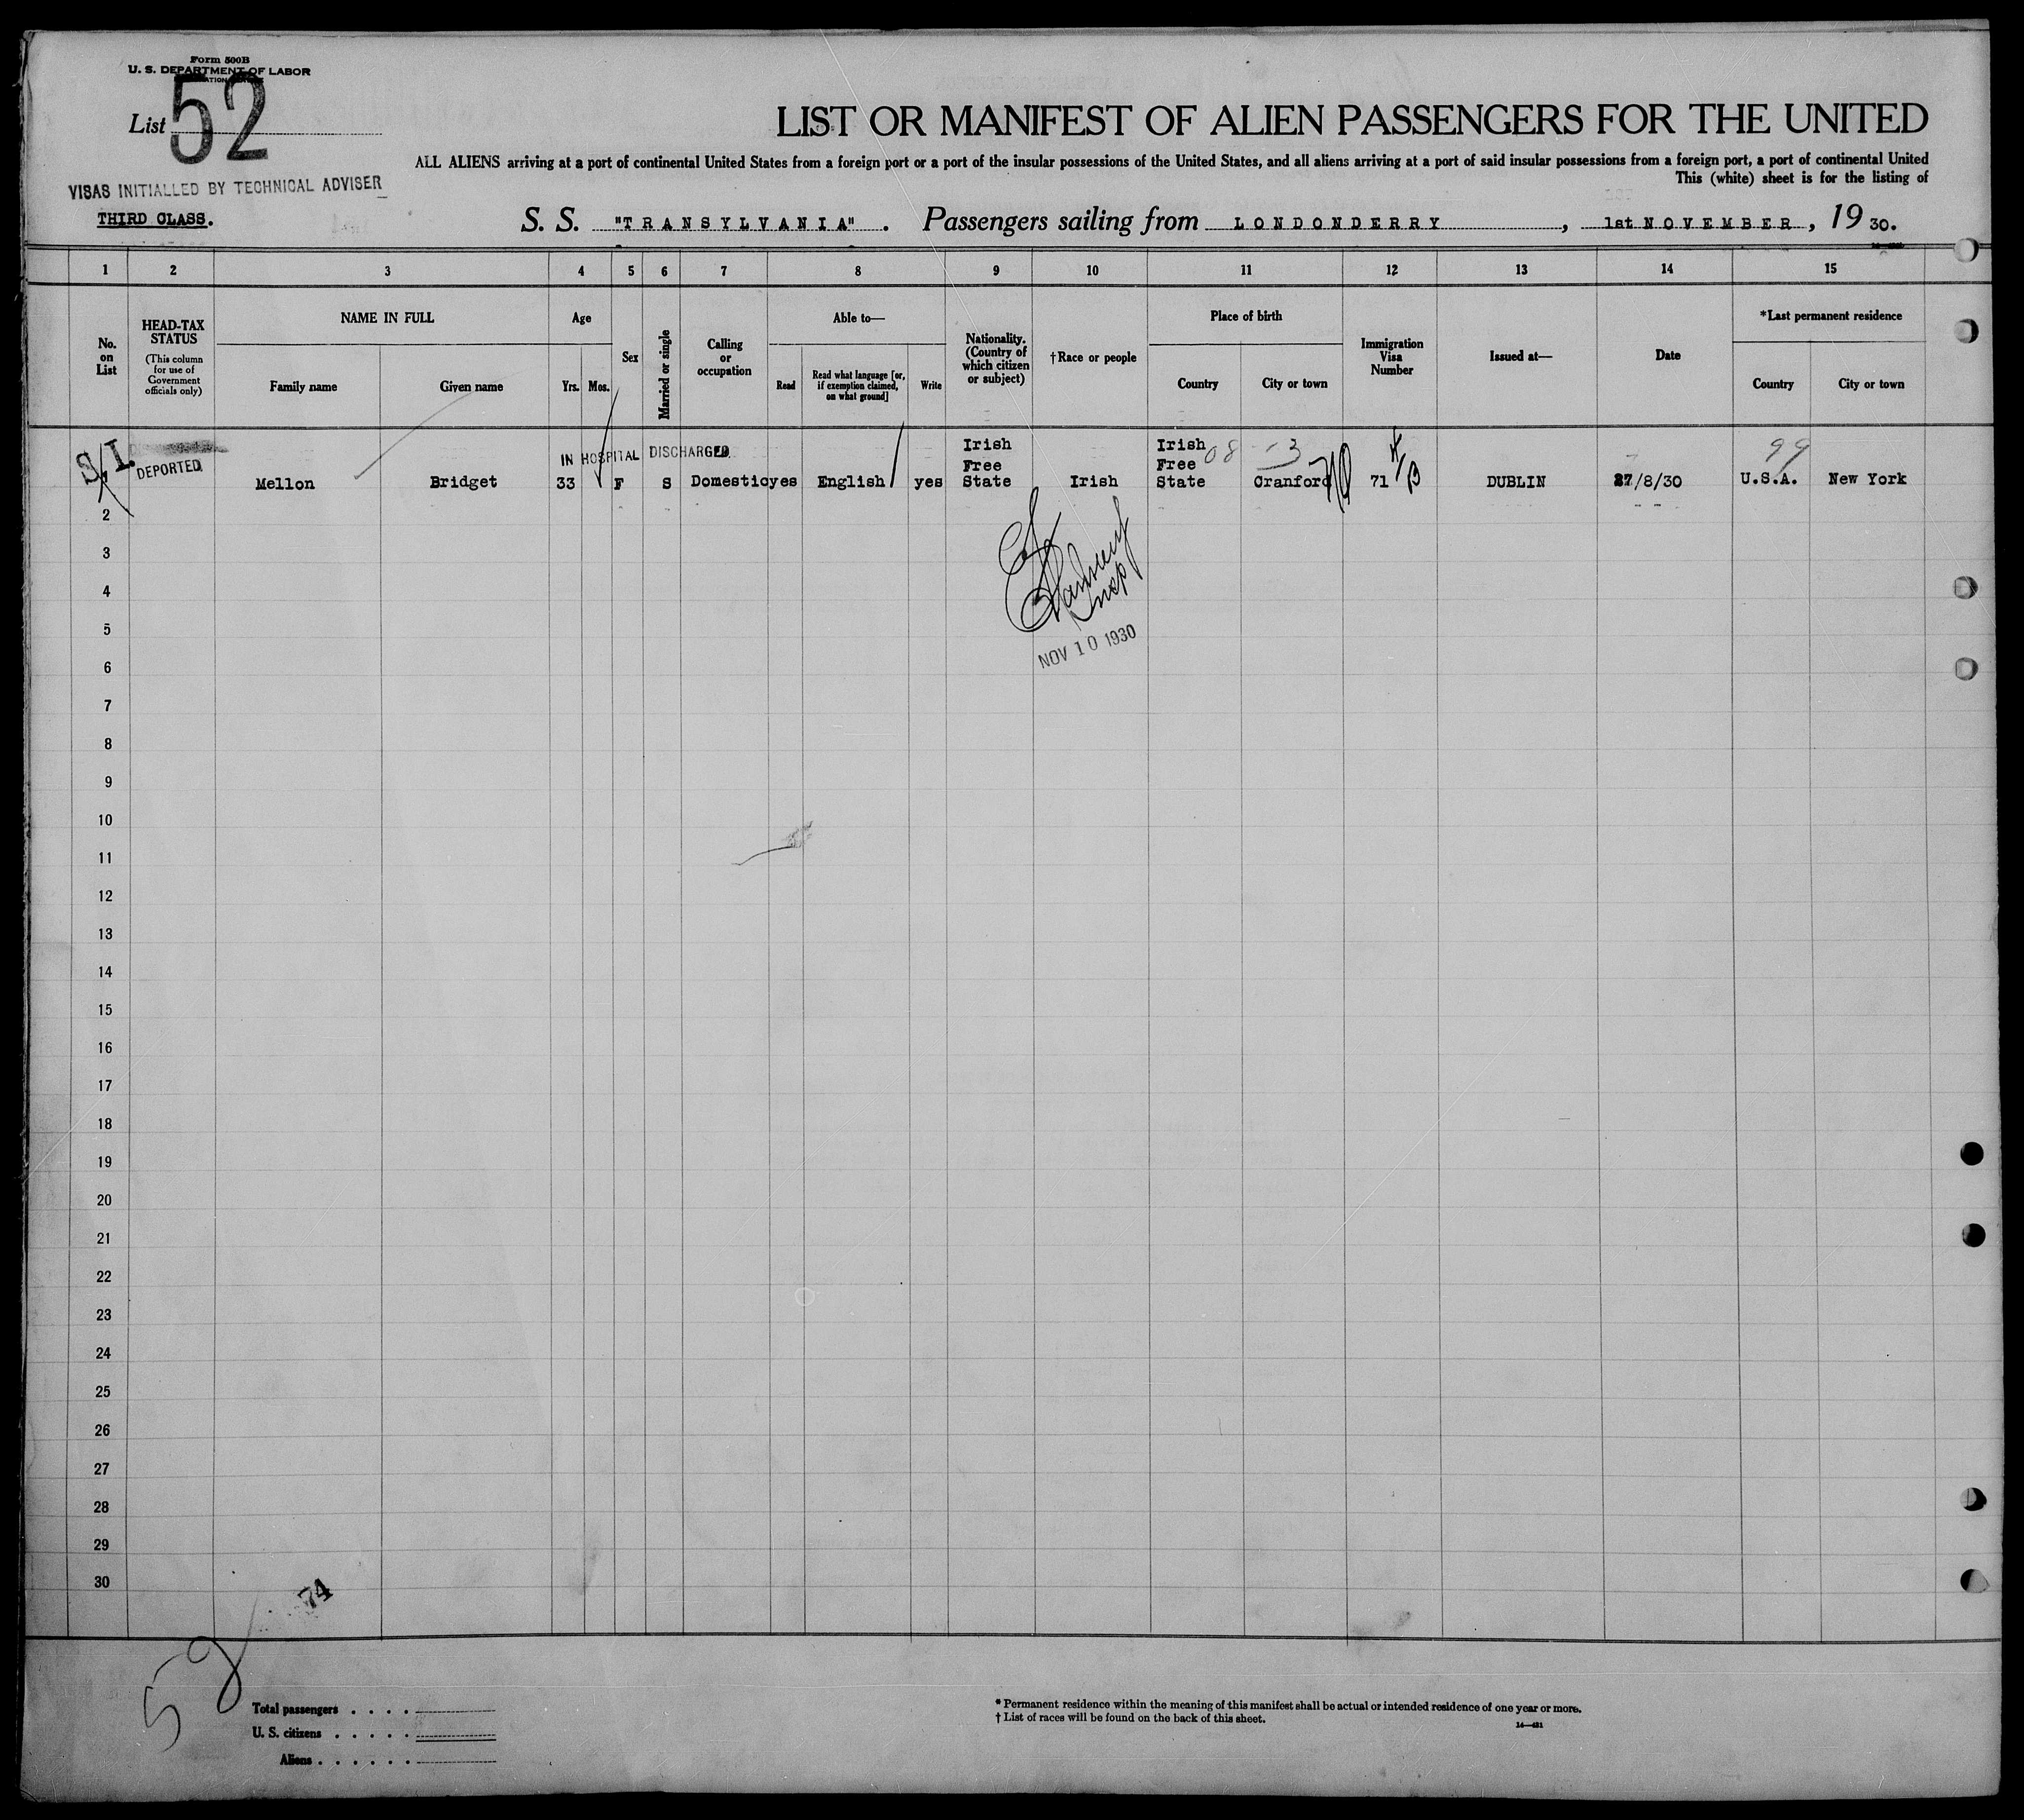 Form 500B
U. S. DEPARTMENT OF LABOR
List 52
LIST OR MANIFEST OF ALIEN PASSENGERS FOR THE UNITED
ALL ALIENS arriving at a port of continental United States from a foreign port or a port of the insular possessions of the United States, and all aliens arriving at a port of said insular possessions from a foreign port, a port of continental United
This (white) sheet is for the listing of
VISAS INITIALLED BY TECHNICAL ADVISER
THIRD CLASS.
S. S. "TRANSYLVANIA". Passengers sailing from LONDONDERRY, 1st NOVEMBER, 19 30.
1 2 3 4 5 6 7 8 9 10 11 12 13 14 15
No. on List
HEAD-TAX STATUS
(This column for use of Government officials only)
NAME IN FULL
Family name Given name
Age
Yrs. Mos.
Sex
Married or single
Calling or occupation
Able to—
Read
Read what language [or, if exemption claimed, on what ground]
Write
Nationality. (Country of which citizen or subject)
†Race or people
Place of birth
Country City or town
Immigration Visa Number
Issued at—
Date
*Last permanent residence
Country City or town
S.I.
DEPORTED
IN HOSPITAL DISCHARGED
08 13
99
Mellon Bridget 33 F S Domestic yes English yes Irish Free State Irish Irish Free State Cranford 71 DUBLIN 27/8/30 U.S.A. New York
2
3
4
Insp
5
NOV 10 1930
6
7
8
9
10
11
12
13
14
15
16
17
18
19
20
21
22
23
24
25
26
27
28
29
30
74
52
Total passengers . . . .
U. S. citizens . . . . .
Aliens . . . . . .
* Permanent residence within the meaning of this manifest shall be actual or intended residence of one year or more.
† List of races will be found on the back of this sheet.
14—421